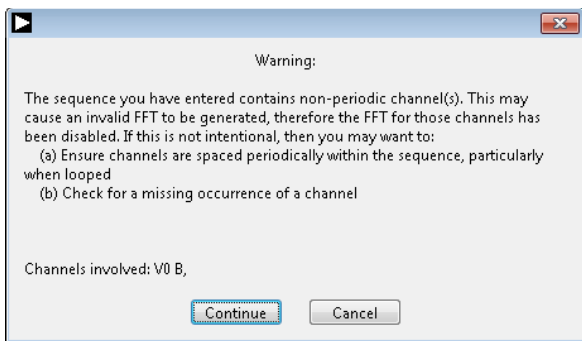 Warning:
The sequence you have entered contains non-periodic channel(s). This may
cause an invalid FFT to be generated, therefore the FFT for those channels has
been disabled. If this is not intentional, then you may want to:
(a) Ensure channels are spaced periodically within the sequence, particularly
when looped
(b) Check for a missing occurrence of a channel
Channels involved: V0 B,
Continue Cancel